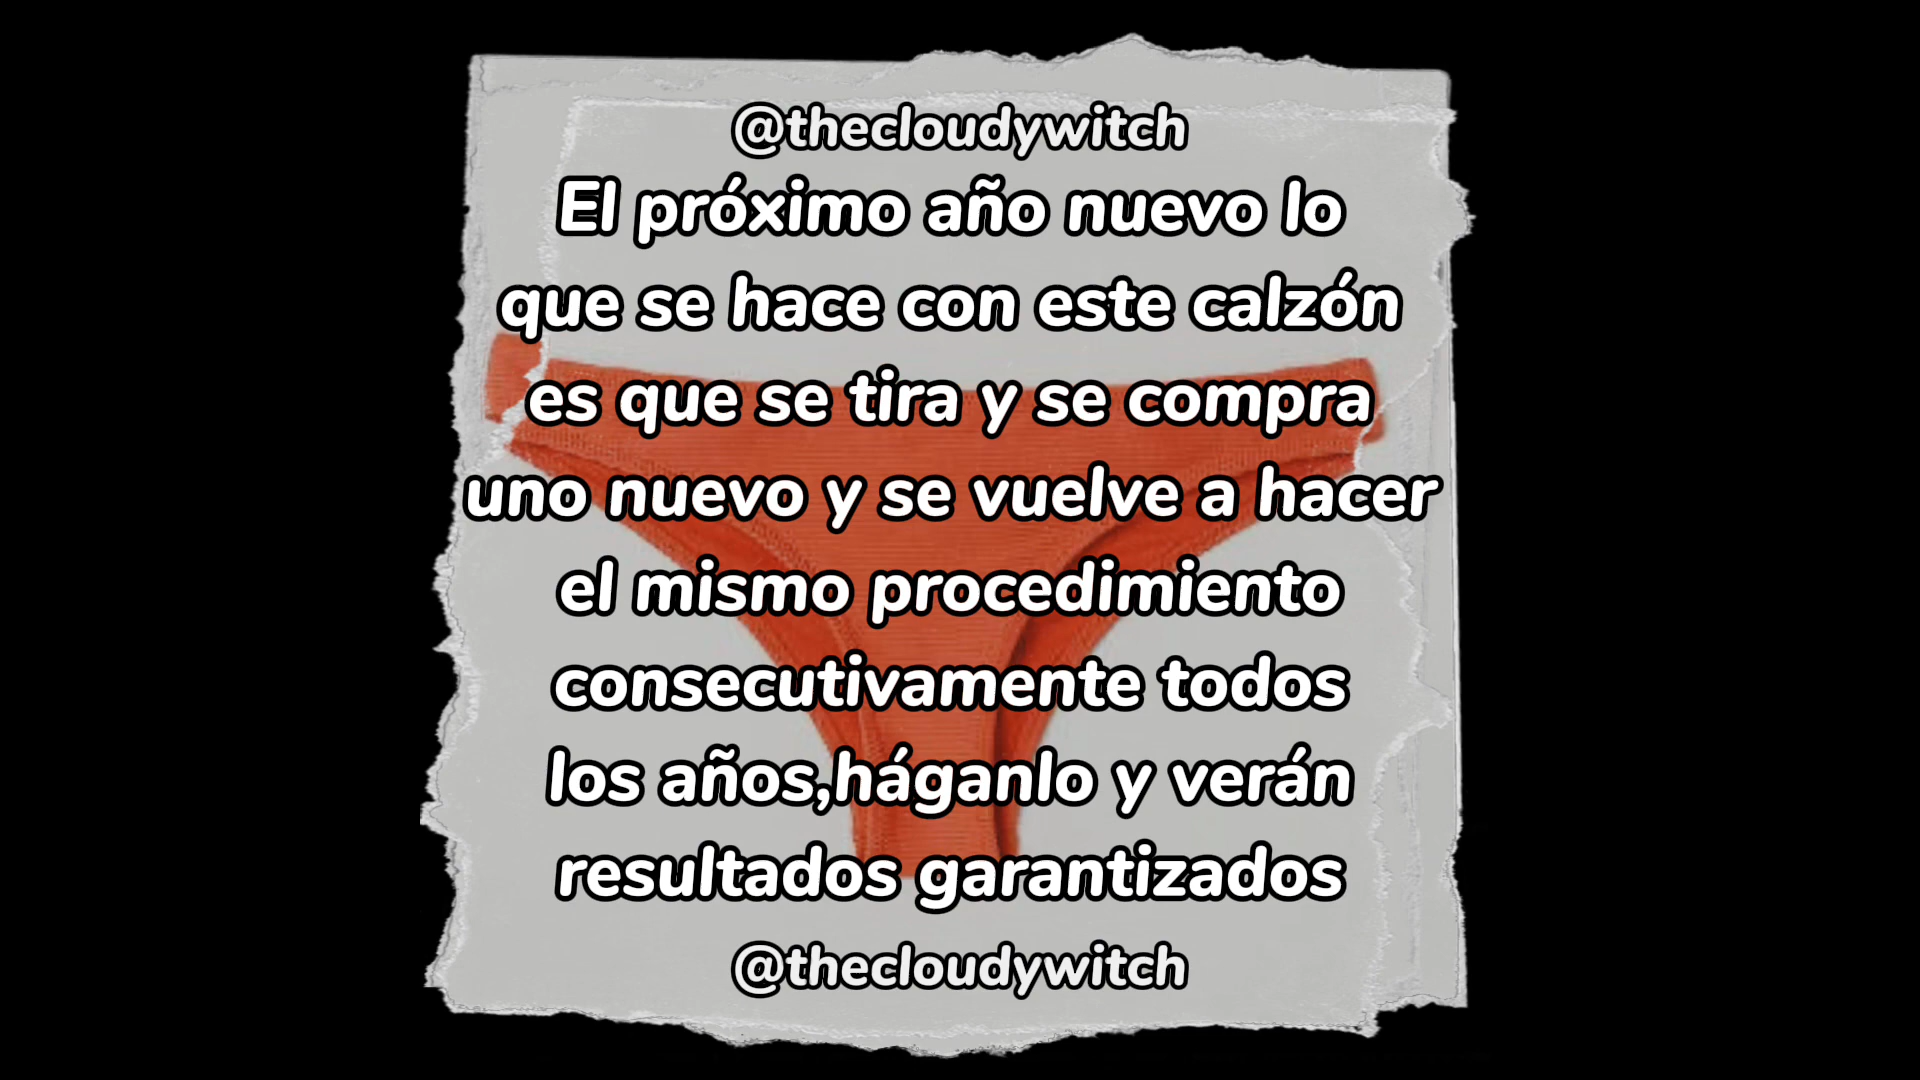 @thecloudywitch
El próximo año nuevo lo
que se hace con este calzón
es que se tira y se compra
uno nuevo y se vuelve a hacer
el mismo procedimiento
consecutivamente todos
los años,háganlo y verán
resultados garantizados
@thecloudywitch